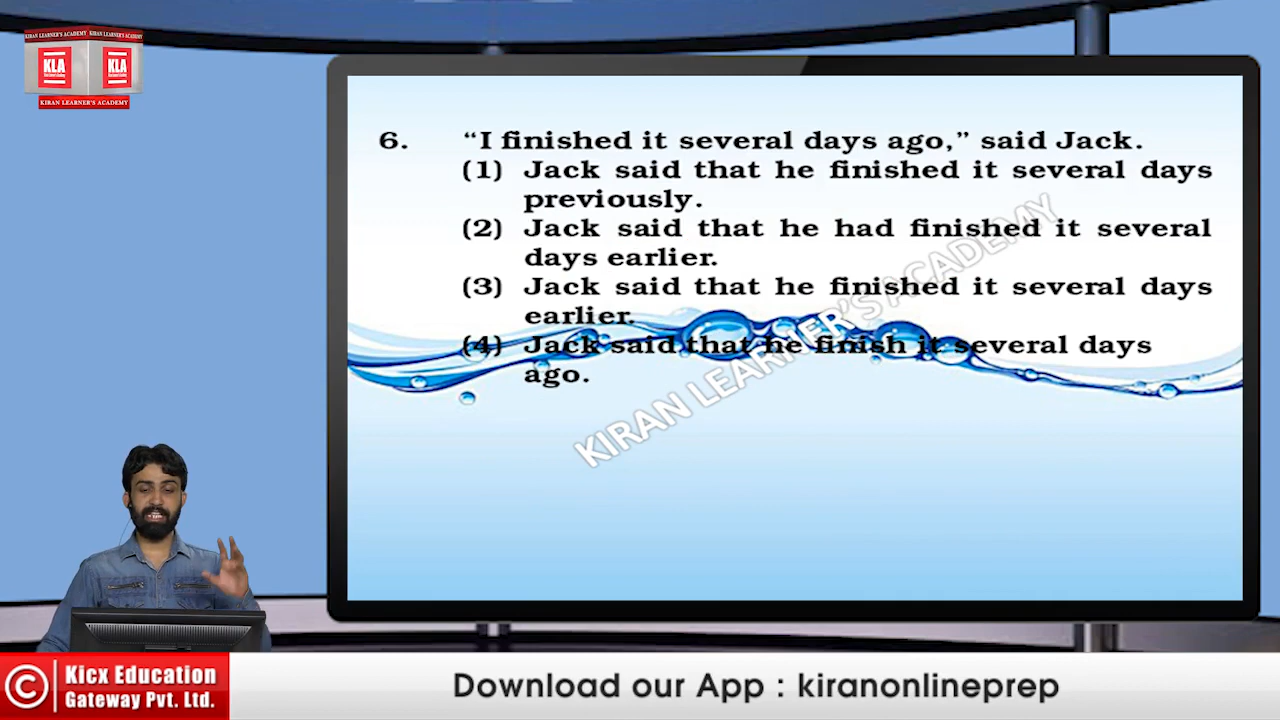 KIRAN LEARNER'S ACADEMY KIRAN LEARNER'S ACADEMY
KLA KLA
KIRAN LEARNER'S ACADEMY
6. “I finished it several days ago,” said Jack.
(1) Jack said that he finished it several days
previously.
(2) Jack said that he had finished it several
days earlier.
(3) Jack said that he finished it several days
earlier.
(4) Jack said that he finish it several days
ago.
KIRAN LEARNER'S ACADEMY
© Kicx Education
Gateway Pvt. Ltd.
Download our App : kiranonlineprep